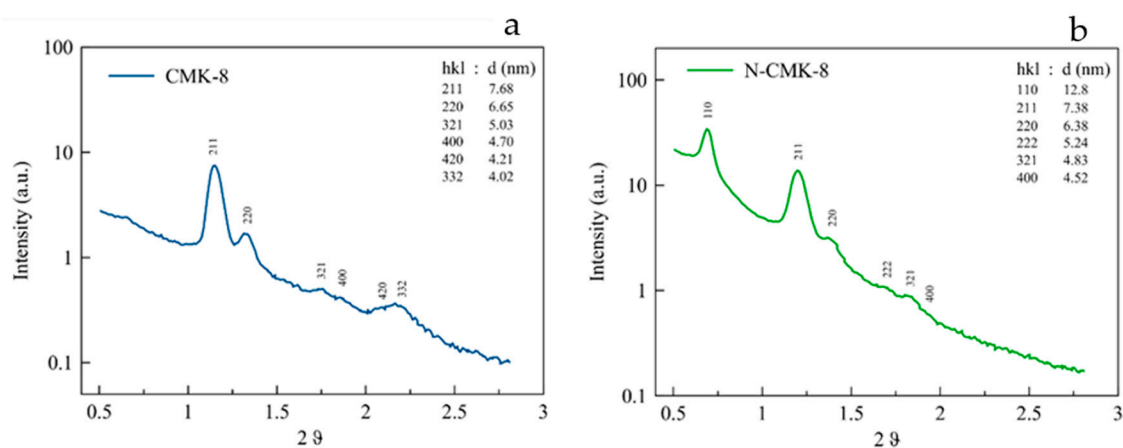 a
CMK-8
hkl : d (nm)
211 7.68
220 6.65
321 5.03
400 4.70
420 4.21
332 4.02
100
10
1
0.1
Intensity (a.u.)
211
220
321
400
420
332
0.5 1 1.5 2 2.5 3
2 ϑ
b
N-CMK-8
hkl : d (nm)
110 12.8
211 7.38
220 6.38
222 5.24
321 4.83
400 4.52
100
10
1
0.1
Intensity (a.u.)
110
211
220
222
321
400
0.5 1 1.5 2 2.5 3
2 ϑ